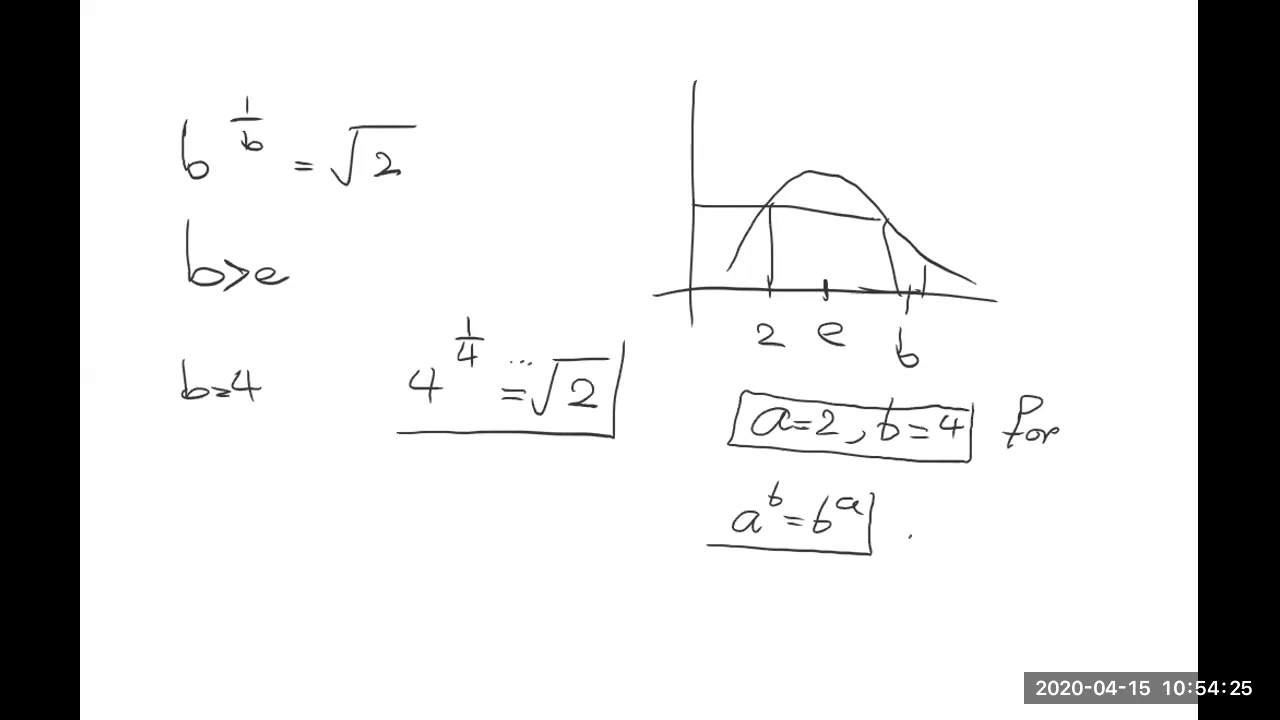 b^(1/b) = √2
b>e
b=4
4^(1/4) = √2
2 e b
a=2, b=4 for
a^b = b^a
2020-04-15 10:54:25